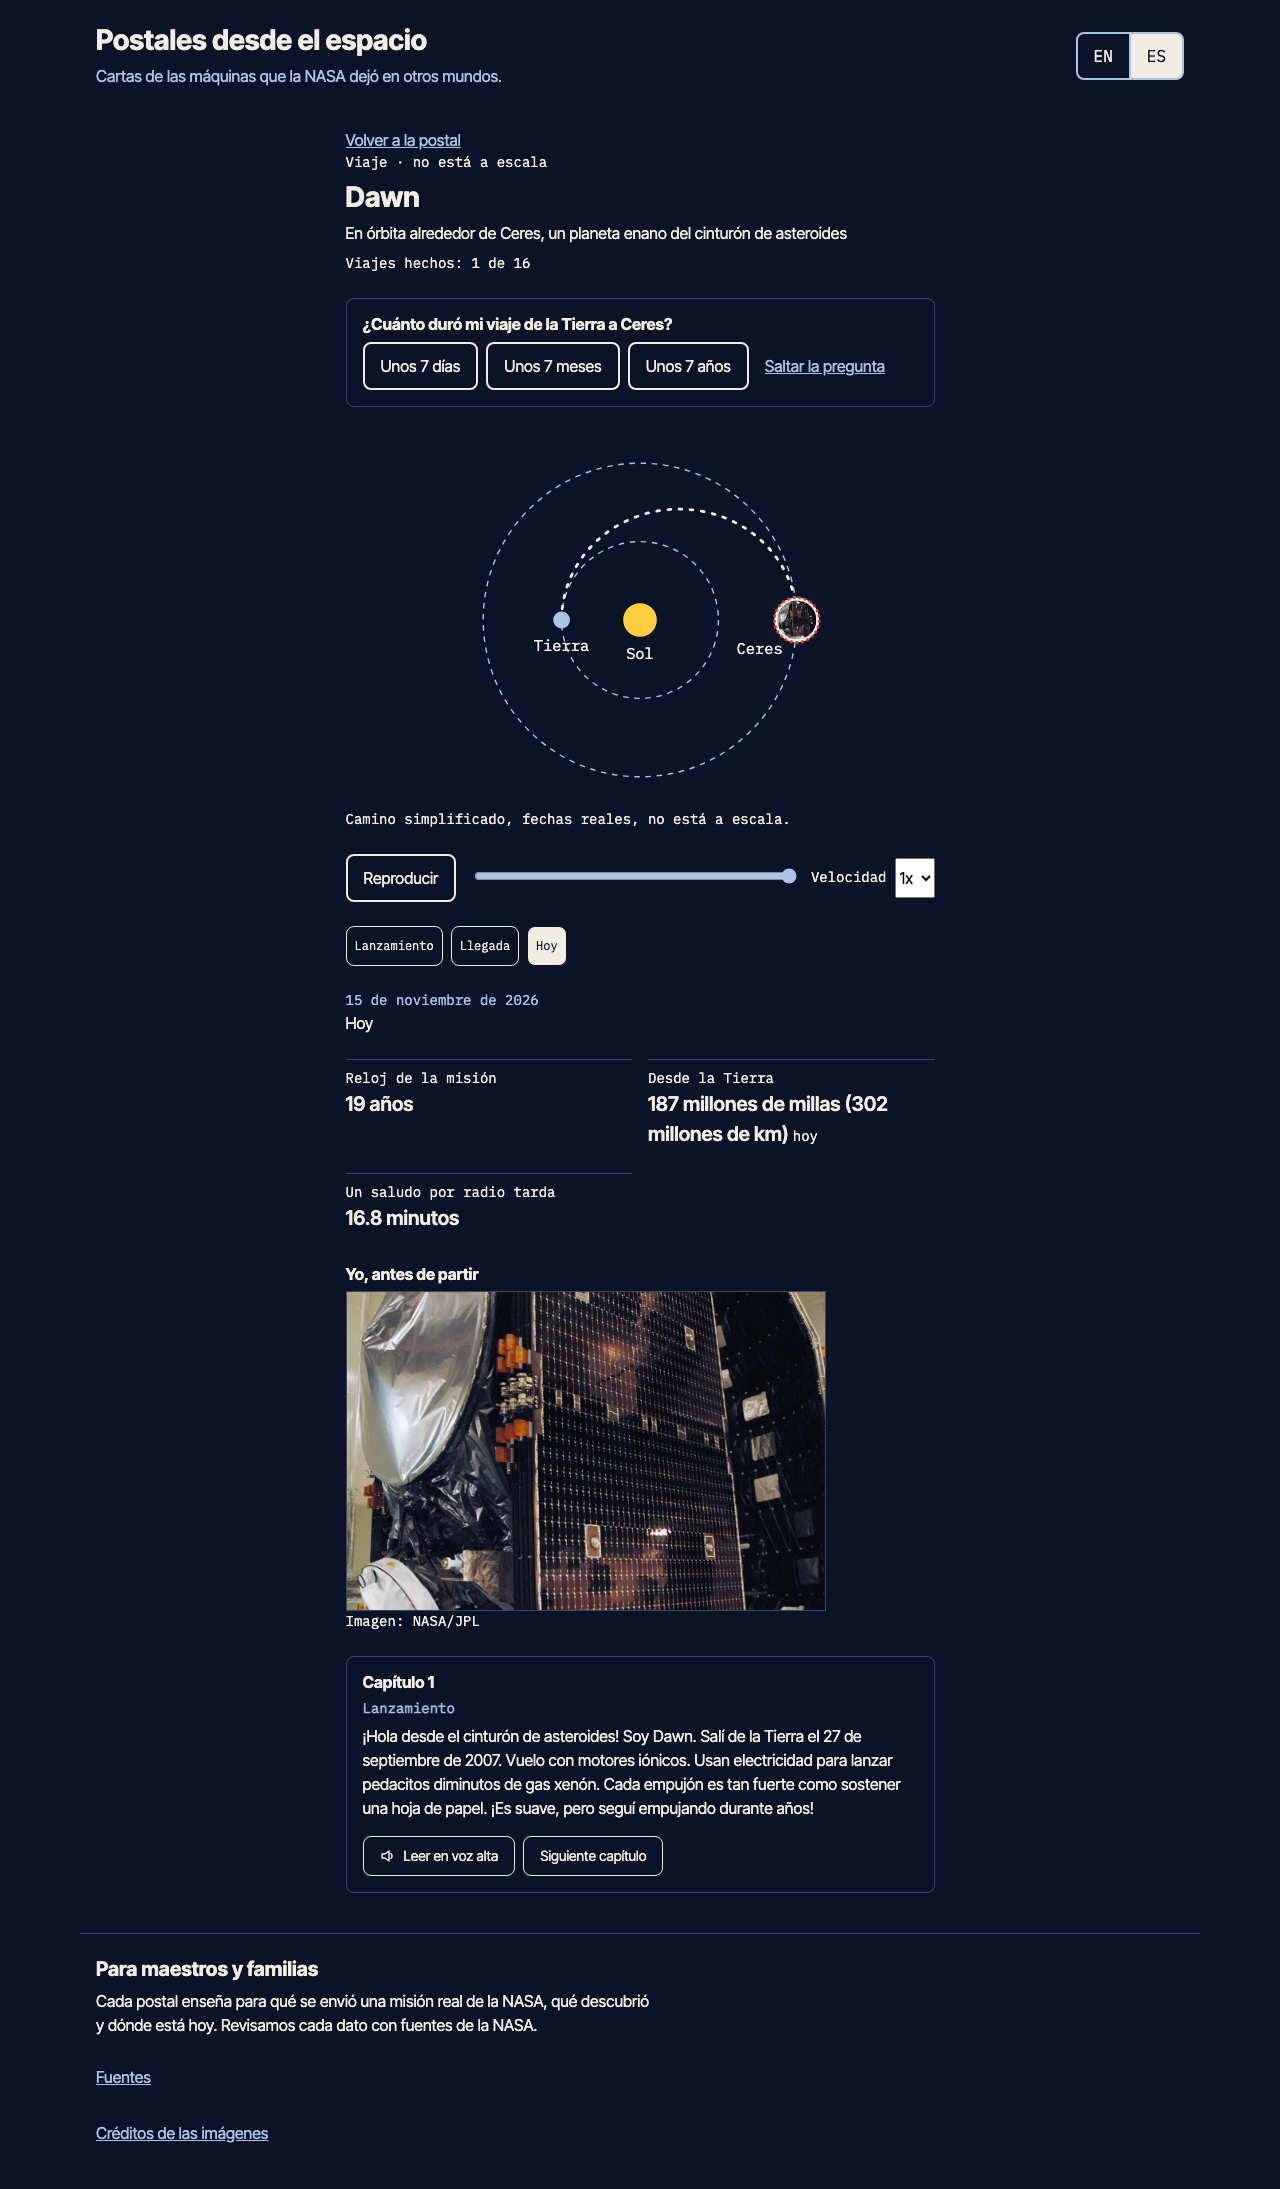 Postales desde el espacio
Cartas de las máquinas que la NASA dejó en otros mundos.
EN
ES
Volver a la postal
Viaje · no está a escala
Dawn
En órbita alrededor de Ceres, un planeta enano del cinturón de asteroides
Viajes hechos: 1 de 16
¿Cuánto duró mi viaje de la Tierra a Ceres?
Unos 7 días
Unos 7 meses
Unos 7 años
Saltar la pregunta
Tierra
Sol
Ceres
Camino simplificado, fechas reales, no está a escala.
Reproducir
Velocidad
1x
Lanzamiento
Llegada
Hoy
15 de noviembre de 2026
Hoy
Reloj de la misión
19 años
Desde la Tierra
187 millones de millas (302
millones de km) hoy
Un saludo por radio tarda
16.8 minutos
Yo, antes de partir
Imagen: NASA/JPL
Capítulo 1
Lanzamiento
¡Hola desde el cinturón de asteroides! Soy Dawn. Salí de la Tierra el 27 de
septiembre de 2007. Vuelo con motores iónicos. Usan electricidad para lanzar
pedacitos diminutos de gas xenón. Cada empujón es tan fuerte como sostener
una hoja de papel. ¡Es suave, pero seguí empujando durante años!
Leer en voz alta
Siguiente capítulo
Para maestros y familias
Cada postal enseña para qué se envió una misión real de la NASA, qué descubrió
y dónde está hoy. Revisamos cada dato con fuentes de la NASA.
Fuentes
Créditos de las imágenes